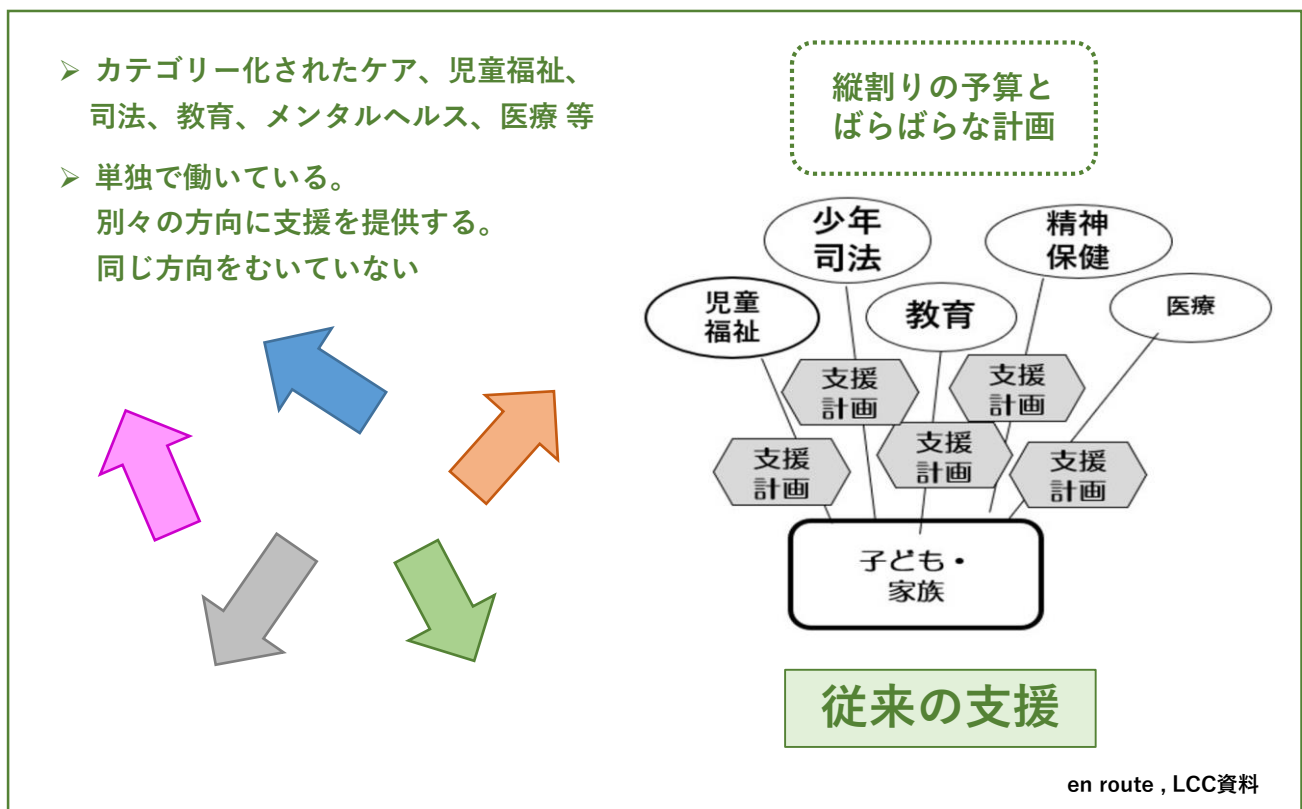 ➢ カテゴリー化されたケア、児童福祉、
司法、教育、メンタルヘルス、医療 等
➢ 単独で働いている。
別々の方向に支援を提供する。
同じ方向をむいていない
縦割りの予算と
ばらばらな計画
少年
司法
精神
保健
児童
福祉
教育
医療
支援
計画
支援
計画
支援
計画
支援
計画
支援
計画
子ども・
家族
従来の支援
en route , LCC資料